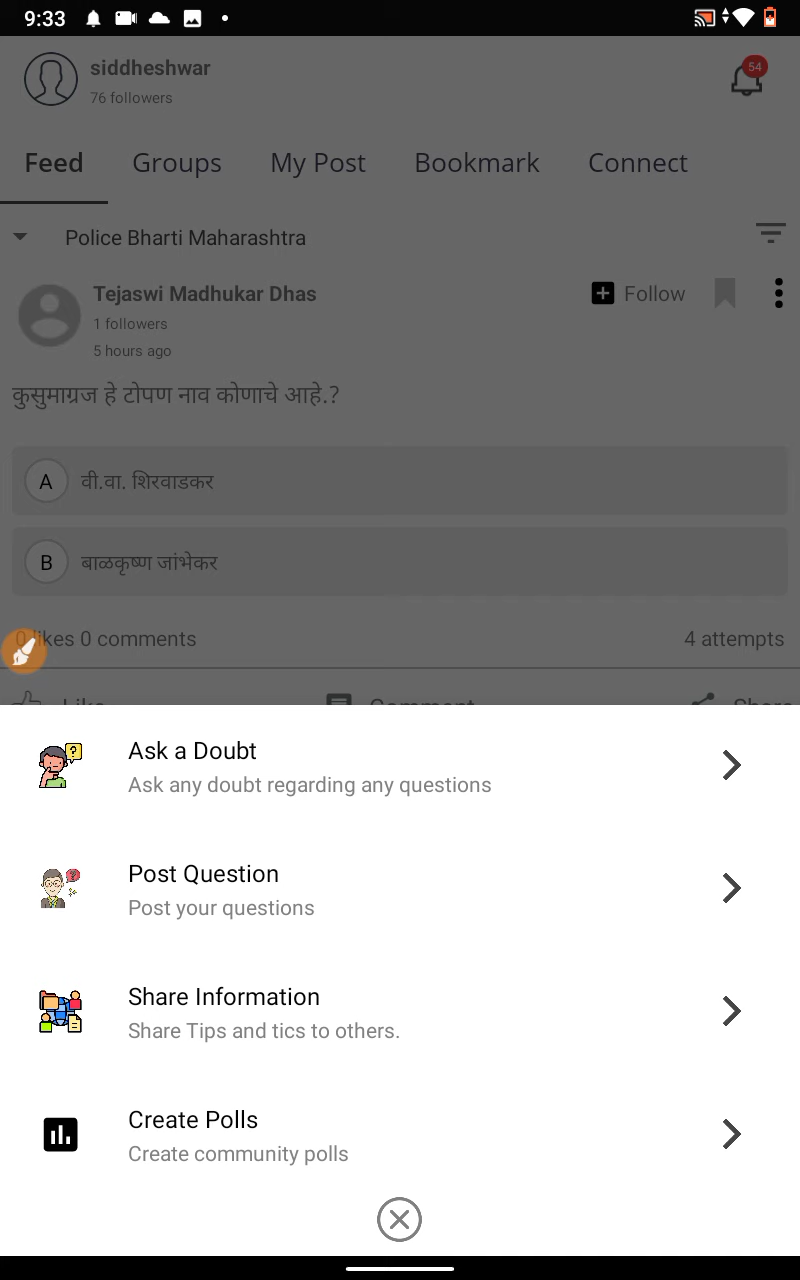 9:33
siddheshwar
76 followers
54
Feed Groups My Post Bookmark Connect
Police Bharti Maharashtra
Tejaswi Madhukar Dhas
Follow
1 followers
5 hours ago
कुसुमाग्रज हे टोपण नाव कोणाचे आहे.?
A वी.वा. शिरवाडकर
B बाळकृष्ण जांभेकर
0 likes 0 comments 4 attempts
Like Comment Share
Ask a Doubt
Ask any doubt regarding any questions
Post Question
Post your questions
Share Information
Share Tips and tics to others.
Create Polls
Create community polls